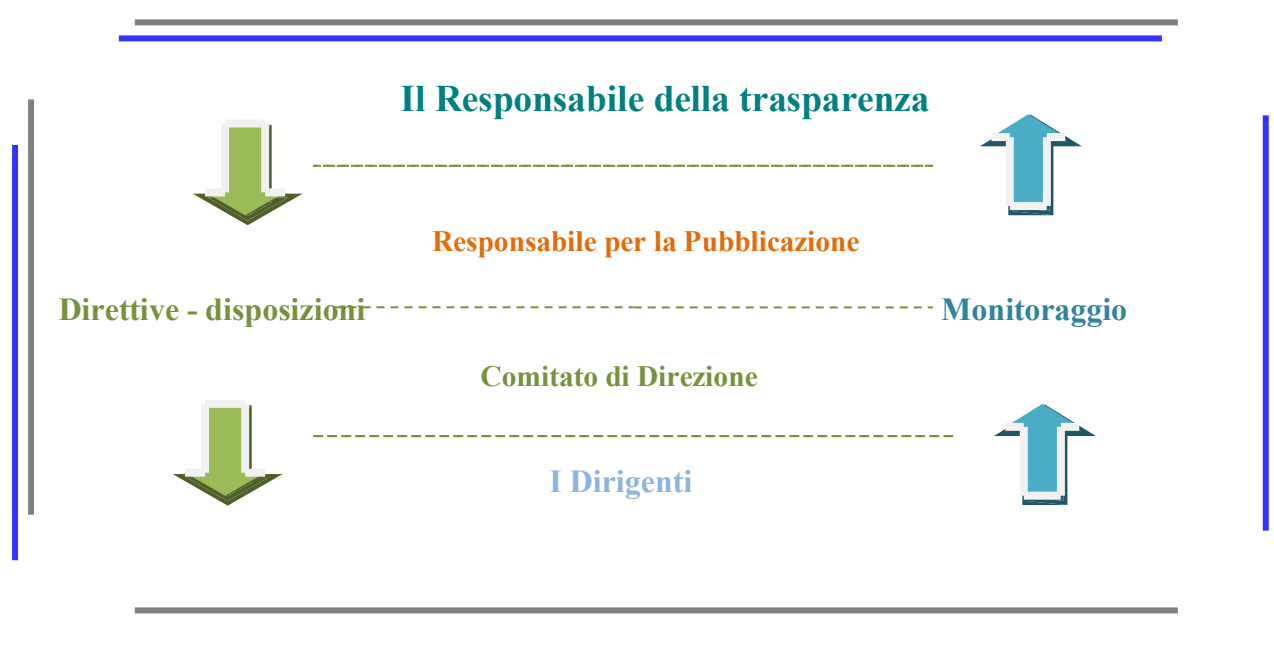 Il Responsabile della trasparenza
Responsabile per la Pubblicazione
Direttive - disposizioni
Monitoraggio
Comitato di Direzione
I Dirigenti